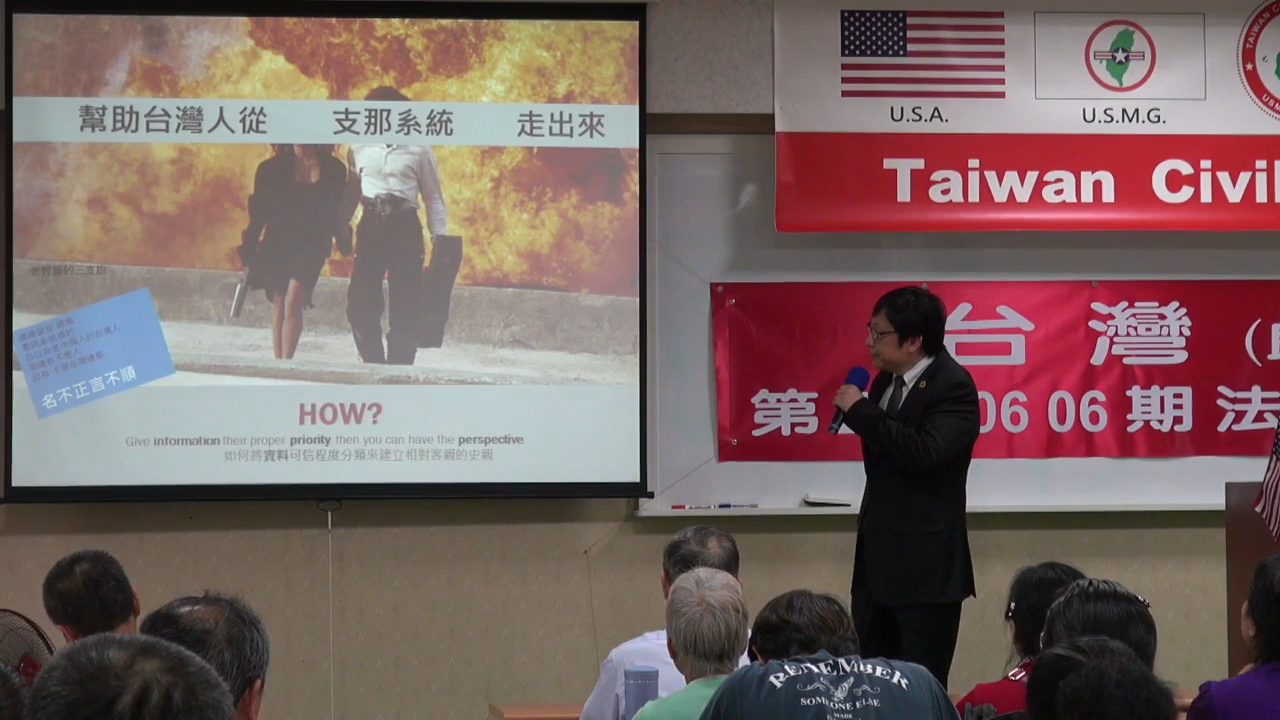 幫助台灣人從 支那系統 走出來
名不正言不順
HOW?
Give information their proper priority then you can have the perspective.
如何將資料可信程度分類來建立相對客觀的史觀
U.S.A.
U.S.M.G.
Taiwan Civil
台灣
第 06 06 期 法
REMEMBER
SOMEONE ELSE
MADE